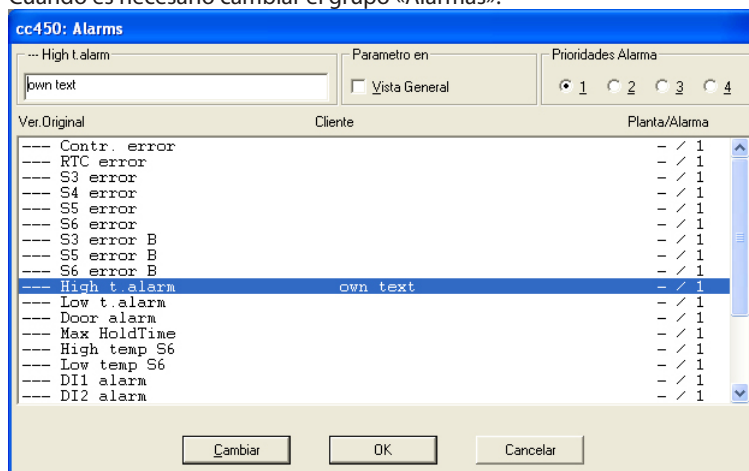 Cuando es necesario cambiar el grupo «Alarmas».
cc450: Alarms
--- High t.alarm
Parametro en
Prioridades Alarma
own text
Vista General
1 2 3 4
Ver.Original Cliente Planta/Alarma
--- Contr. error - / 1
--- RTC error - / 1
--- S3 error - / 1
--- S4 error - / 1
--- S5 error - / 1
--- S6 error - / 1
--- S3 error B - / 1
--- S5 error B - / 1
--- S6 error B - / 1
--- High t.alarm own text - / 1
--- Low t.alarm - / 1
--- Door alarm - / 1
--- Max HoldTime - / 1
--- High temp S6 - / 1
--- Low temp S6 - / 1
--- DI1 alarm - / 1
--- DI2 alarm - / 1
Cambiar OK Cancelar